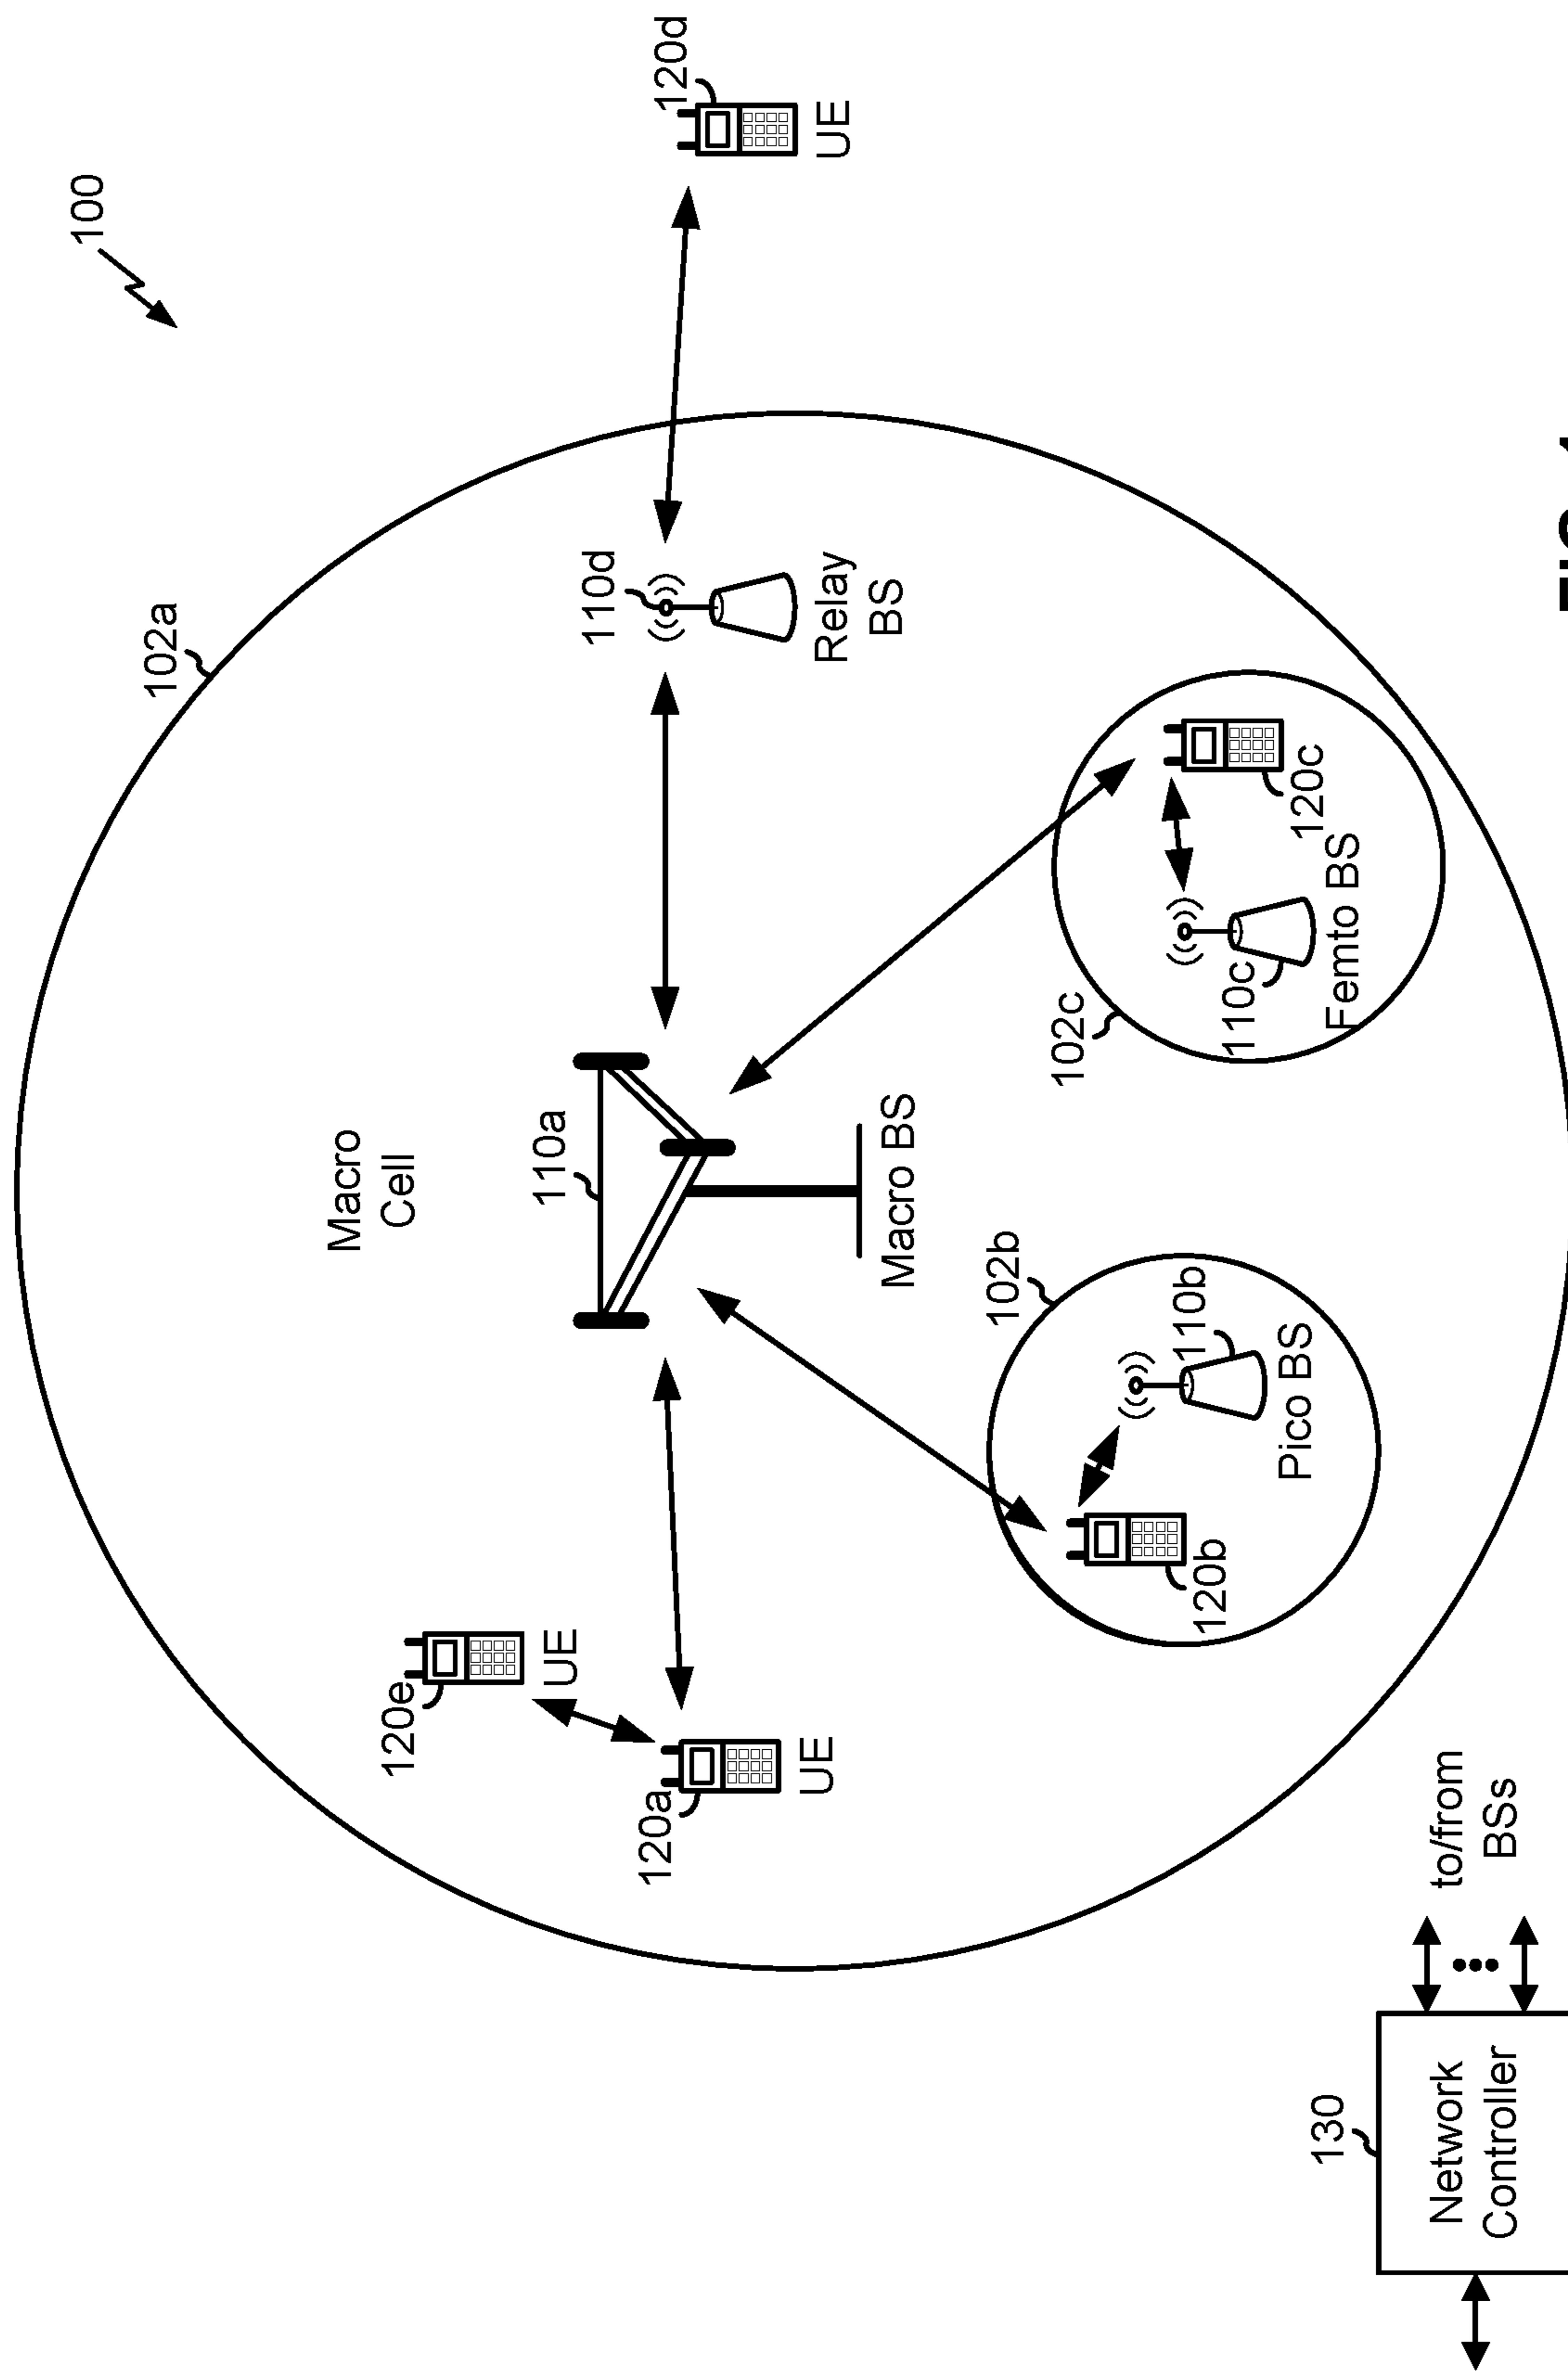 100
102a
Macro
Cell
120e
UE
110a
110d
120d
UE
120a
UE
Macro BS
Relay
BS
102b
102c
110b
Pico BS
120b
110c
Femto BS
120c
130
Network
Controller
to/from
BSs